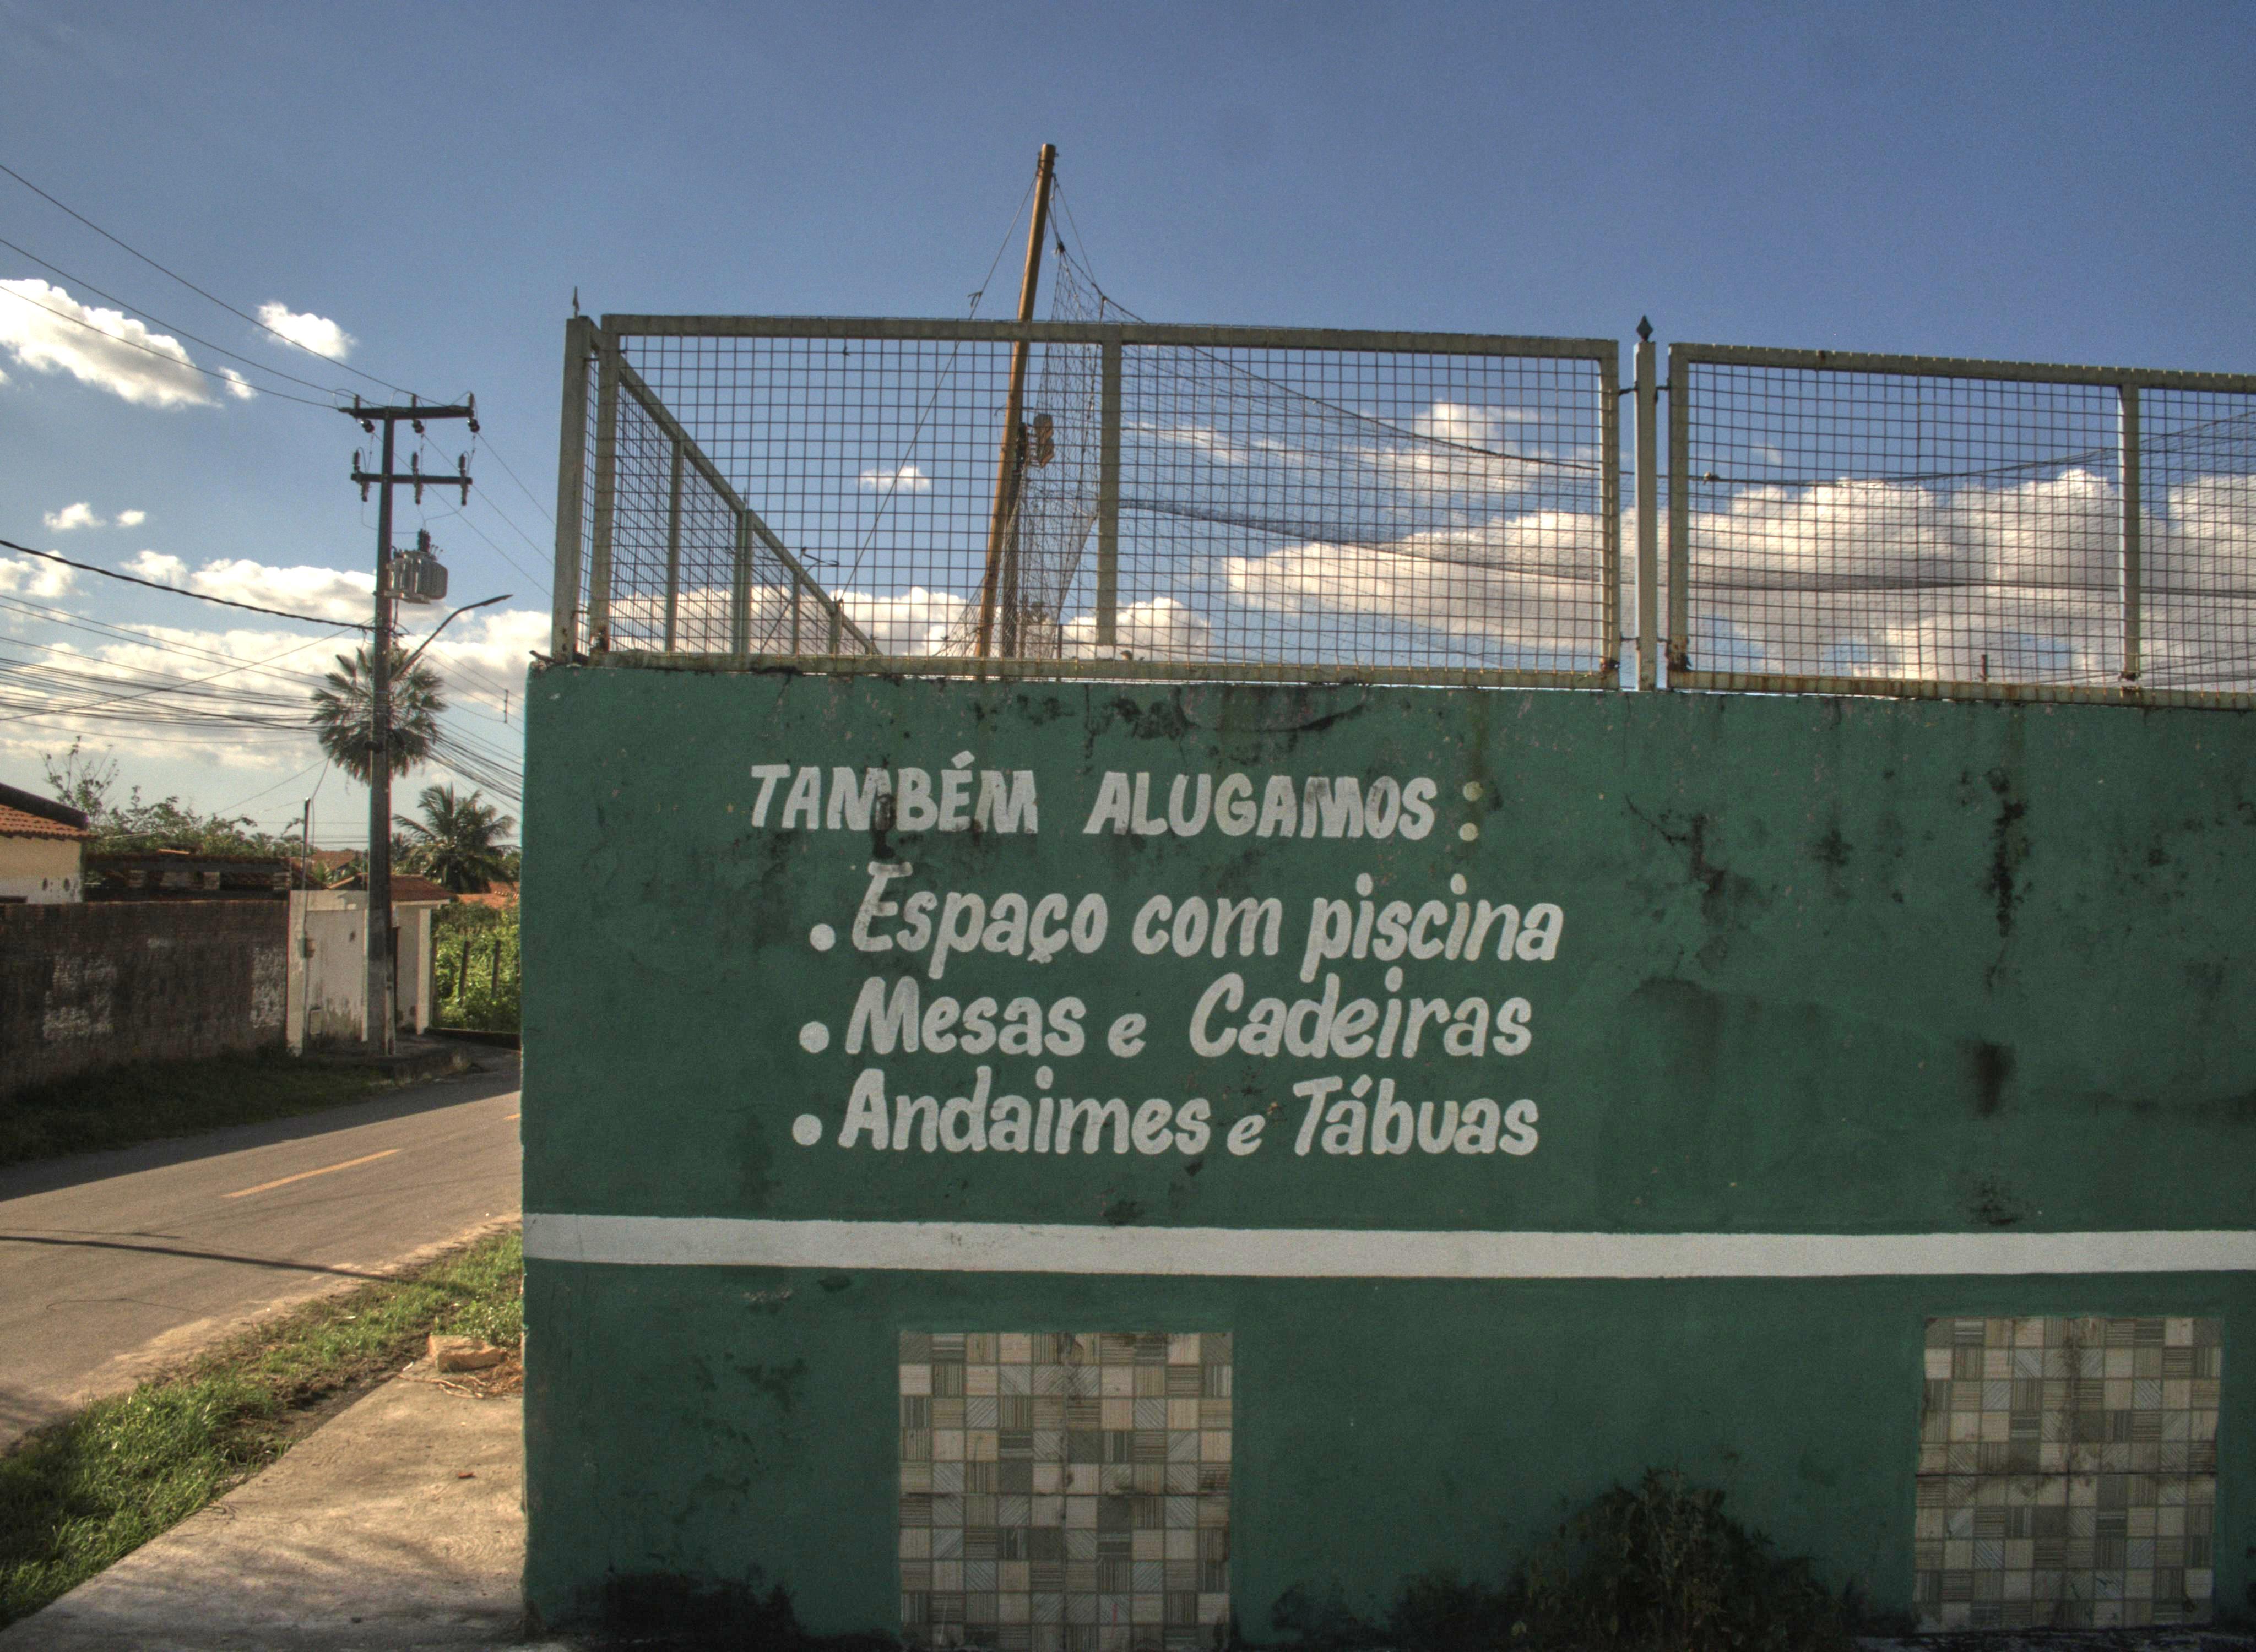 TAMBÉM ALUGAMOS:
• Espaço com piscina
• Mesas e Cadeiras
• Andaimes e Tábuas